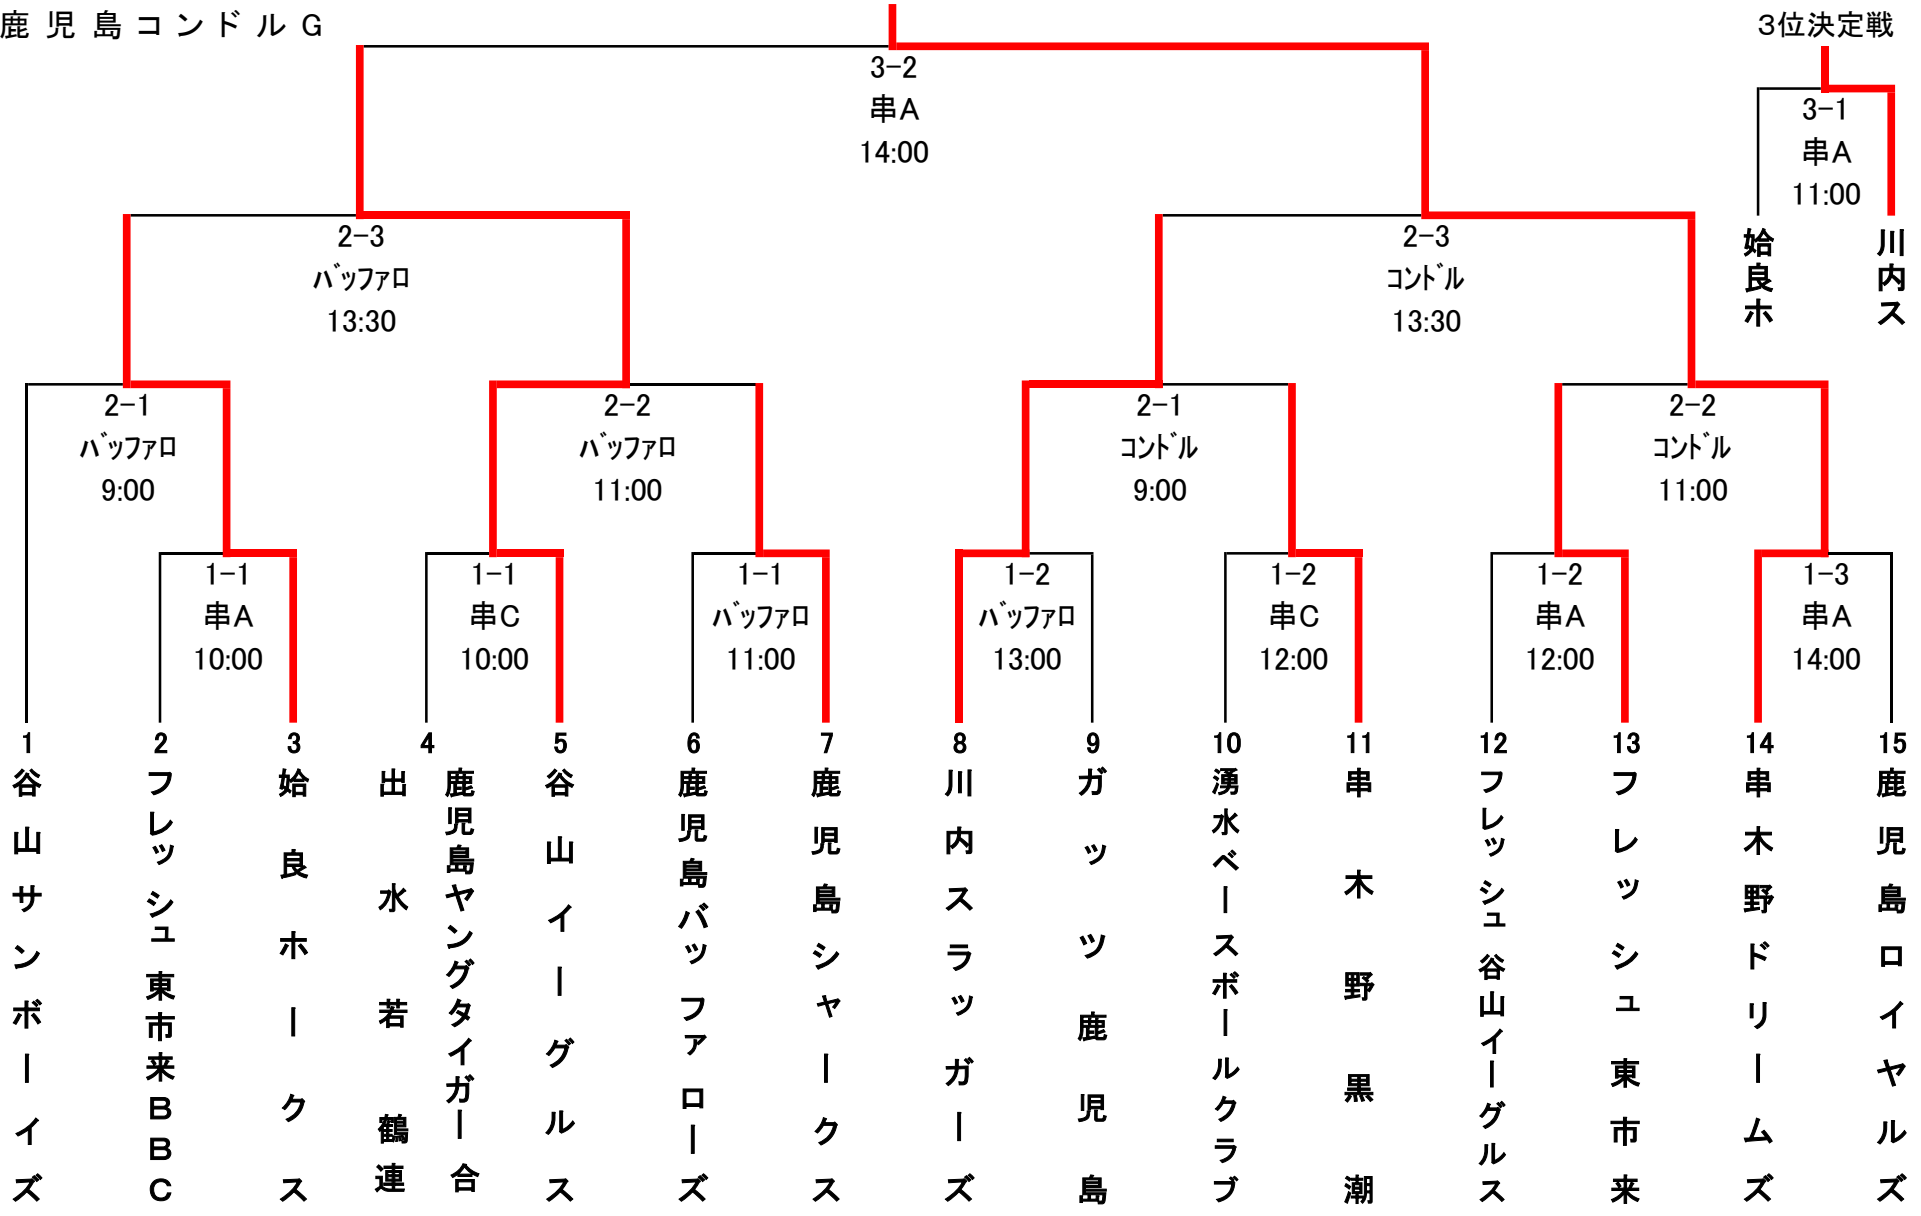 鹿児島コンドルG
3位決定戦
3-2
串A
14:00
3-1
串A
11:00
姶良ホ
川内ス
2-3
バッファロ
13:30
2-3
コンドル
13:30
2-1
バッファロ
9:00
2-2
バッファロ
11:00
2-1
コンドル
9:00
2-2
コンドル
11:00
1-1
串A
10:00
1-1
串C
10:00
1-1
バッファロ
11:00
1-2
バッファロ
13:00
1-2
串C
12:00
1-2
串A
12:00
1-3
串A
14:00
1
谷山サンボーイズ
2
フレッシュ東市来BBC
3
姶良ホークス
4
出水若鶴連
鹿児島ヤングタイガー合
5
谷山イーグルス
6
鹿児島バッファローズ
7
鹿児島シャークス
8
川内スラッガーズ
9
ガッツ鹿児島
10
湧水ベースボールクラブ
11
串木野黒潮
12
フレッシュ谷山イーグルス
13
フレッシュ東市来
14
串木野ドリームズ
15
鹿児島ロイヤルズ